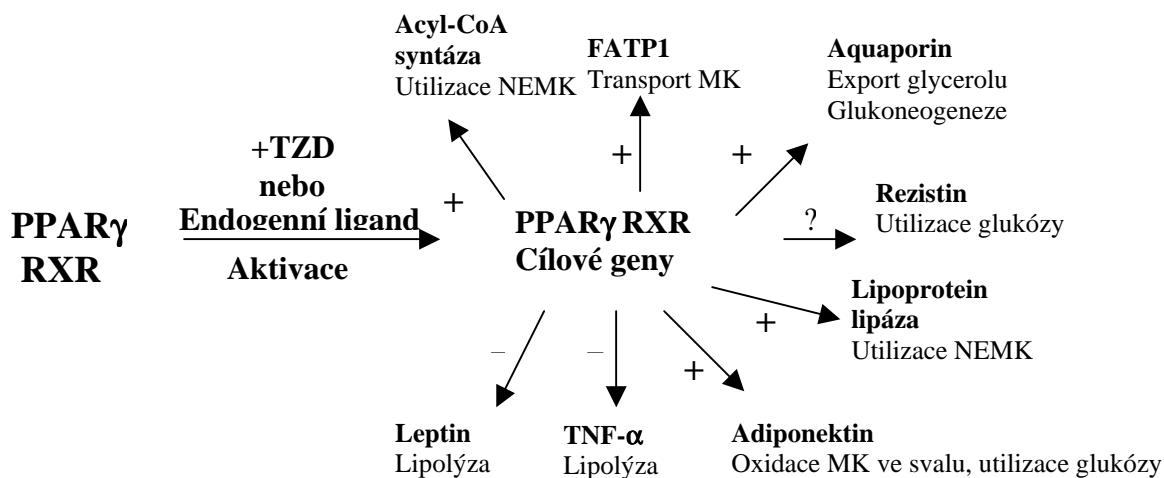 Acyl-CoA
syntáza
Utilizace NEMK
FATP1
Transport MK
Aquaporin
Export glycerolu
Glukoneogeneze
+TZD
nebo
Endogenní ligand
Aktivace
PPARγ
RXR
+
+
+
PPARγ RXR
Cílové geny
?
Rezistin
Utilizace glukózy
+
Lipoprotein
lipáza
Utilizace NEMK
–
–
+
Leptin
Lipolýza
TNF-α
Lipolýza
Adiponektin
Oxidace MK ve svalu, utilizace glukózy